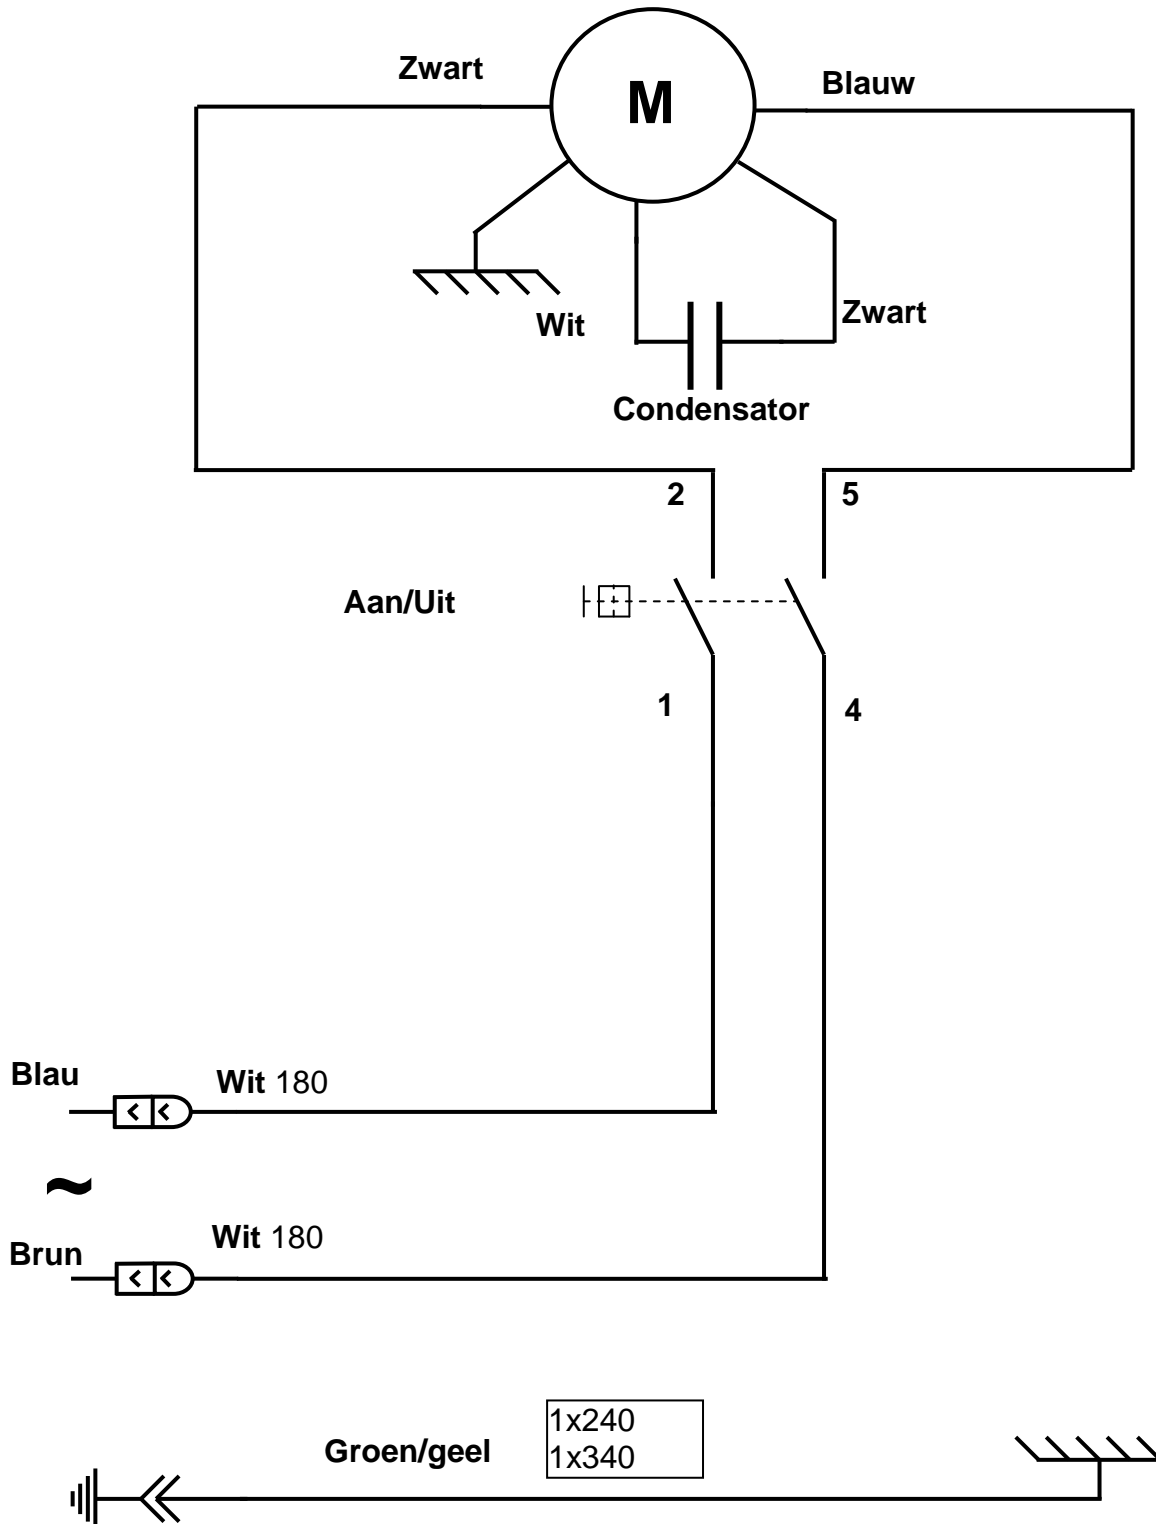 Zwart
M
Blauw
Wit
Zwart
Condensator
2
5
Aan/Uit
1
4
Blau
Wit 180
~
Brun
Wit 180
Groen/geel
1x240
1x340